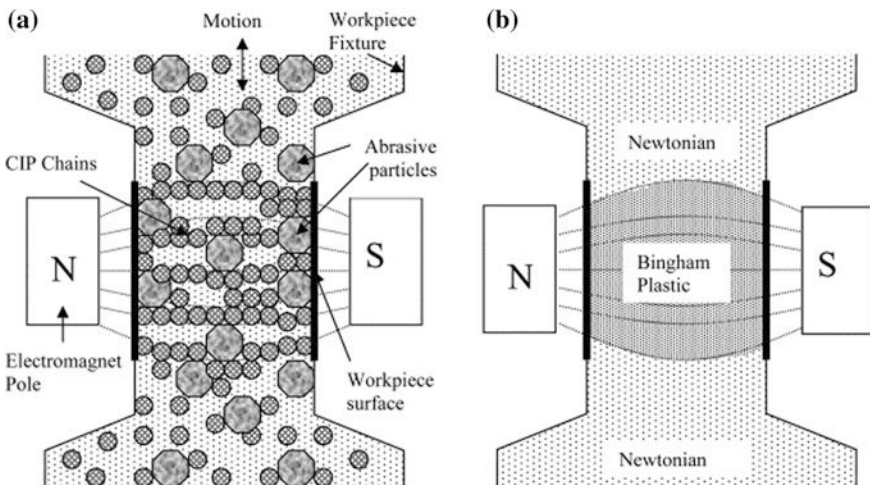 (a)
Motion
Workpiece
Fixture
CIP Chains
Abrasive
particles
N
S
Electromagnet
Pole
Workpiece
surface
(b)
Newtonian
N
Bingham
Plastic
S
Newtonian